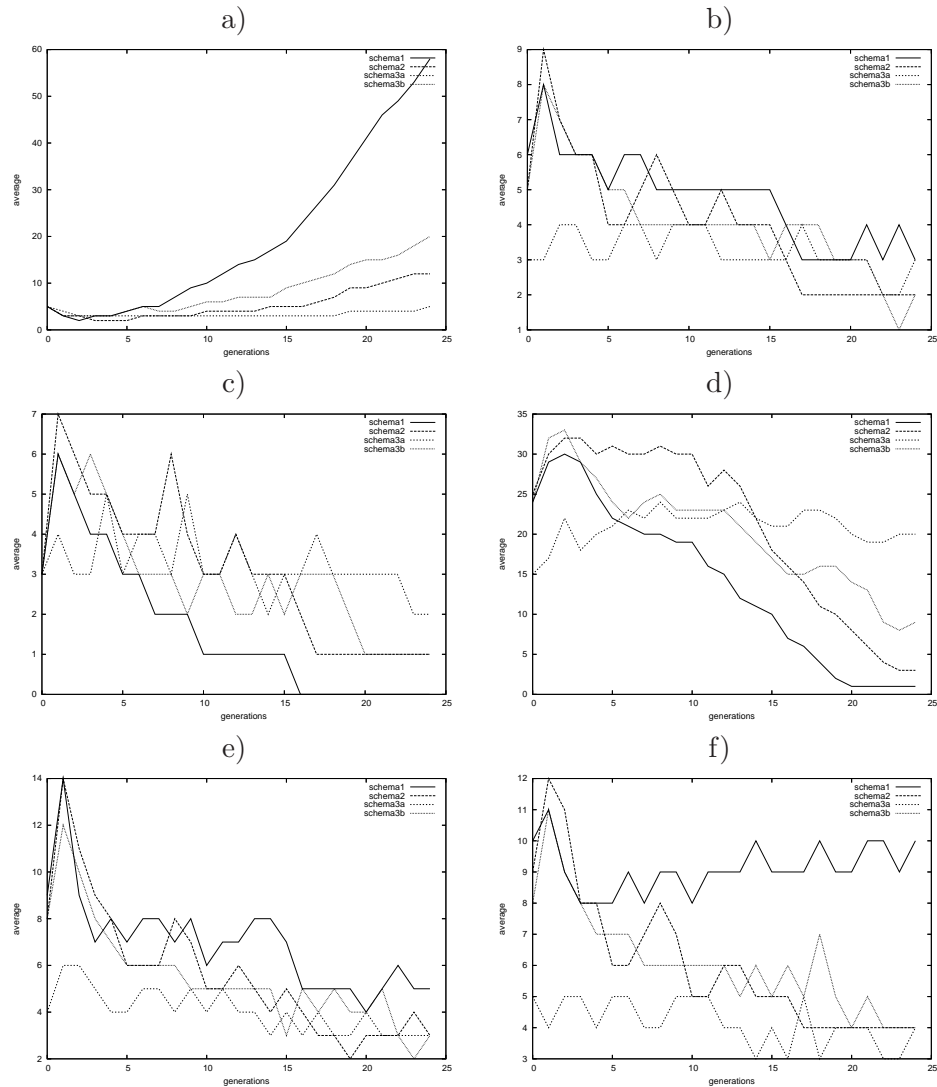 a)
60
50
40
30
20
10
0
0 5 10 15 20 25
average
generations
schema1
schema2
schema3a
schema3b
b)
9
8
7
6
5
4
3
2
1
0 5 10 15 20 25
average
generations
schema1
schema2
schema3a
schema3b
c)
7
6
5
4
3
2
1
0
0 5 10 15 20 25
average
generations
schema1
schema2
schema3a
schema3b
d)
35
30
25
20
15
10
5
0
0 5 10 15 20 25
average
generations
schema1
schema2
schema3a
schema3b
e)
14
12
10
8
6
4
2
0 5 10 15 20 25
average
generations
schema1
schema2
schema3a
schema3b
f)
12
11
10
9
8
7
6
5
4
3
0 5 10 15 20 25
average
generations
schema1
schema2
schema3a
schema3b